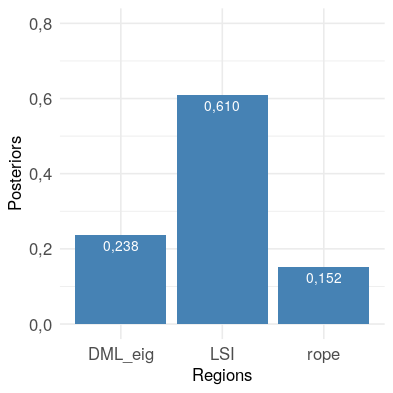 0,8
0,6
0,4
0,2
0,0
Posteriors
0,238
0,610
0,152
DML_eig
LSI
rope
Regions